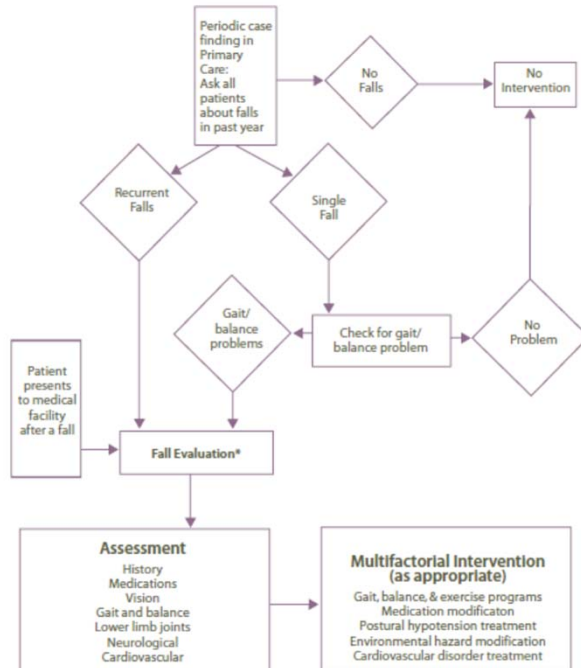 Periodic case
finding in
Primary
Care:
Ask all
patients
about falls
in past year
No
Falls
No
Intervention
Recurrent
Falls
Single
Fall
Gait/
balance
problems
Check for gait/
balance problem
No
Problem
Patient
presents
to medical
facility
after a fall
Fall Evaluation*
Assessment
History
Medications
Vision
Gait and balance
Lower limb joints
Neurological
Cardiovascular
Multifactorial Intervention
(as appropriate)
Gait, balance, & exercise programs
Medication modificaton
Postural hypotension treatment
Environmental hazard modification
Cardiovascular disorder treatment